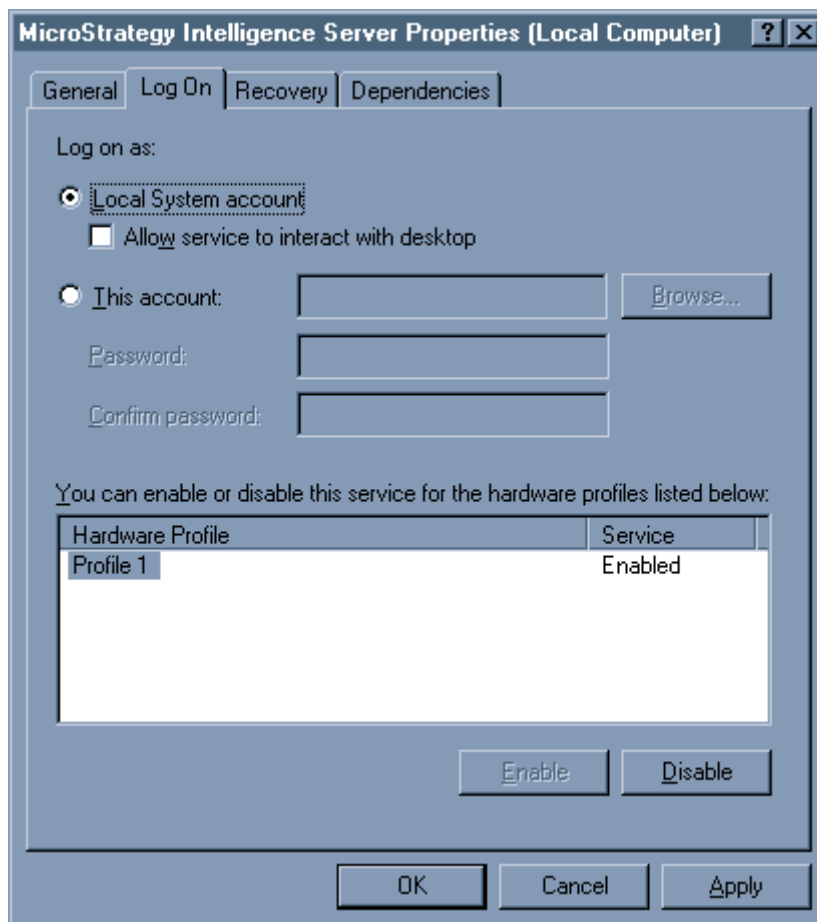 MicroStrategy Intelligence Server Properties (Local Computer) ? X
General Log On Recovery Dependencies
Log on as:
Local System account
Allow service to interact with desktop
This account: Browse...
Password:
Confirm password:
You can enable or disable this service for the hardware profiles listed below:
Hardware Profile Service
Profile 1 Enabled
Enable Disable
OK Cancel Apply